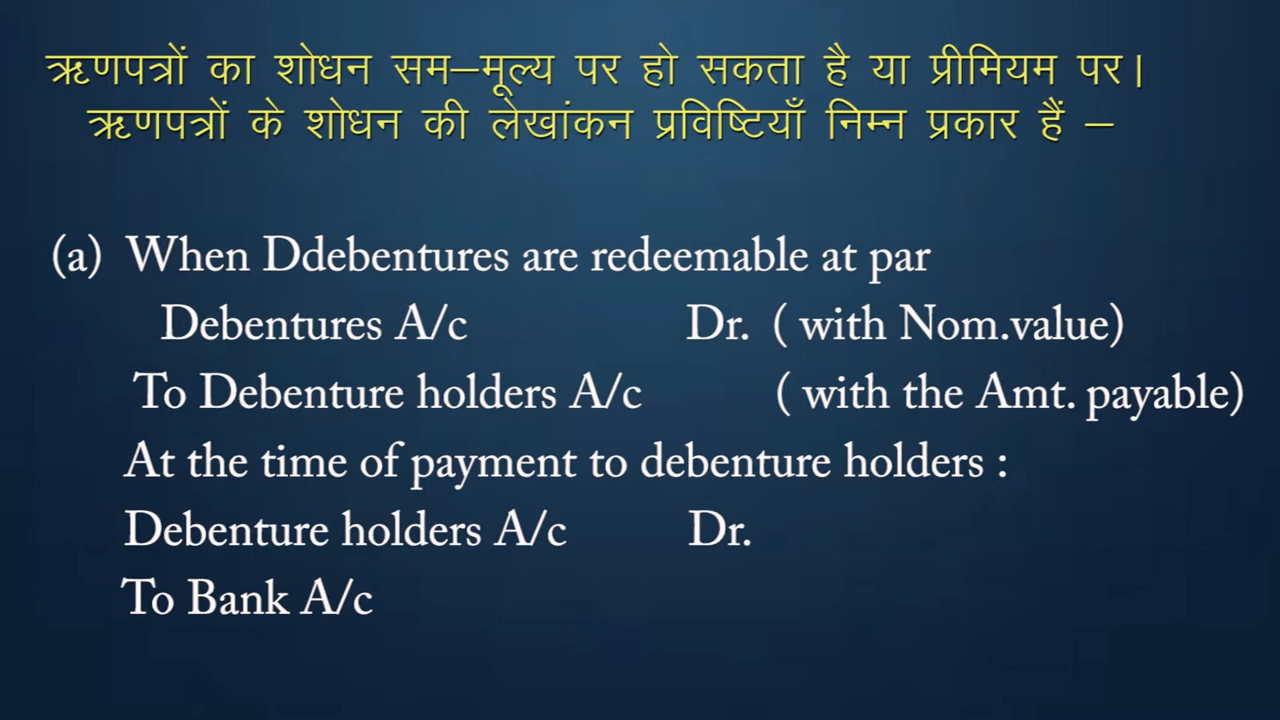 ऋणपत्रों का शोधन सम–मूल्य पर हो सकता है या प्रीमियम पर।
ऋणपत्रों के शोधन की लेखांकन प्रविष्टियाँ निम्न प्रकार हैं –
(a) When Ddebentures are redeemable at par
Debentures A/c Dr. ( with Nom.value)
To Debenture holders A/c ( with the Amt. payable)
At the time of payment to debenture holders :
Debenture holders A/c Dr.
To Bank A/c